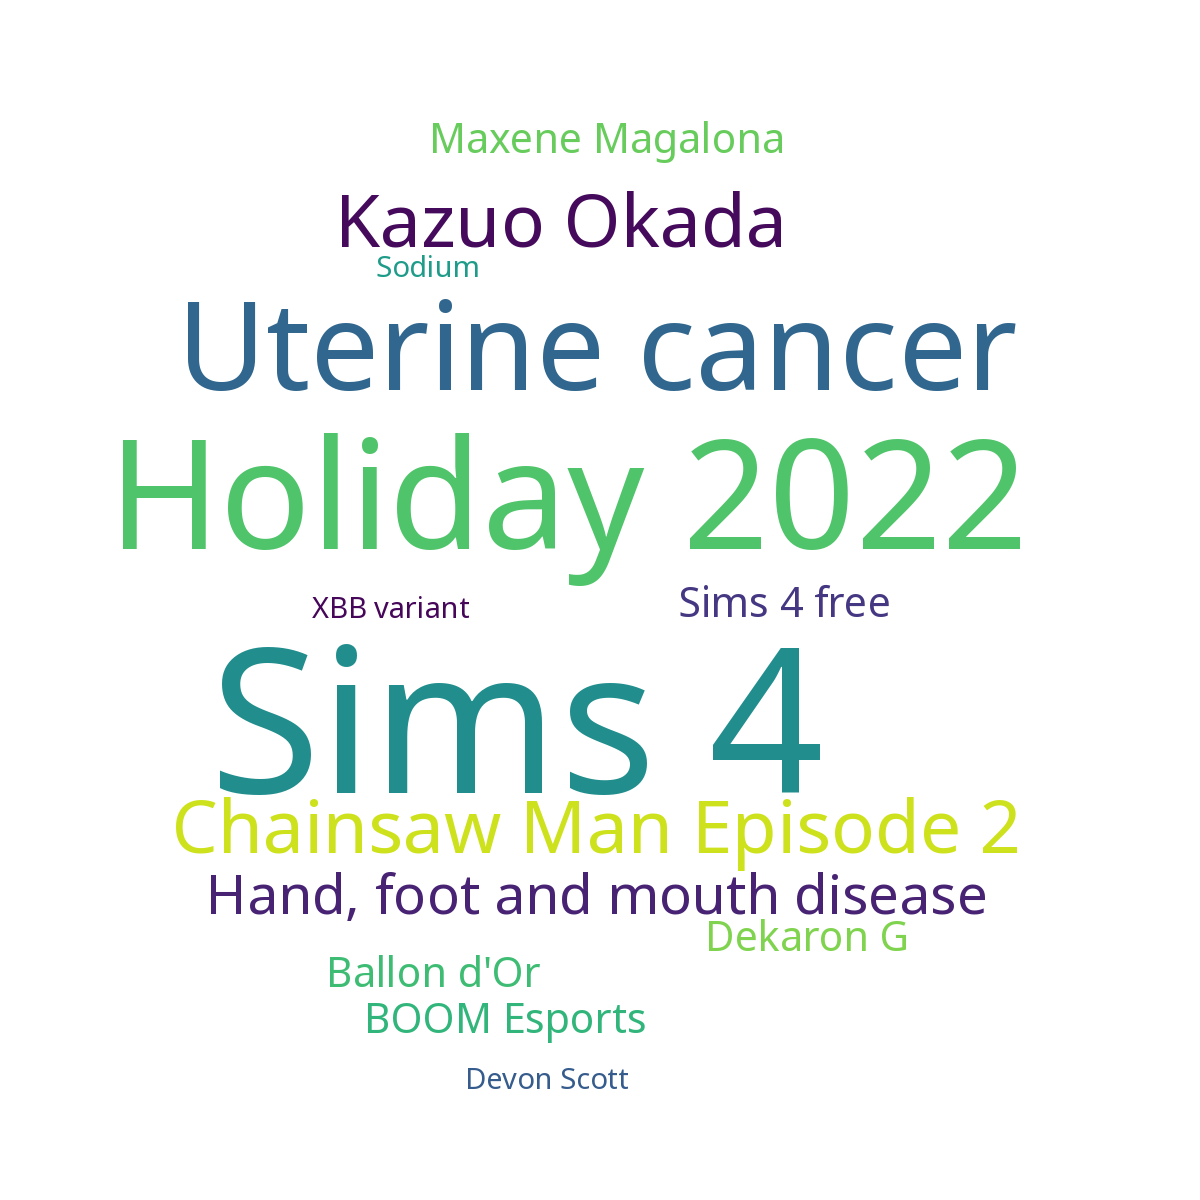 Maxene Magalona
Kazuo Okada
Sodium
Uterine cancer
Holiday 2022
XBB variant
Sims 4 free
Sims 4
Chainsaw Man Episode 2
Hand, foot and mouth disease
Dekaron G
Ballon d'Or
BOOM Esports
Devon Scott